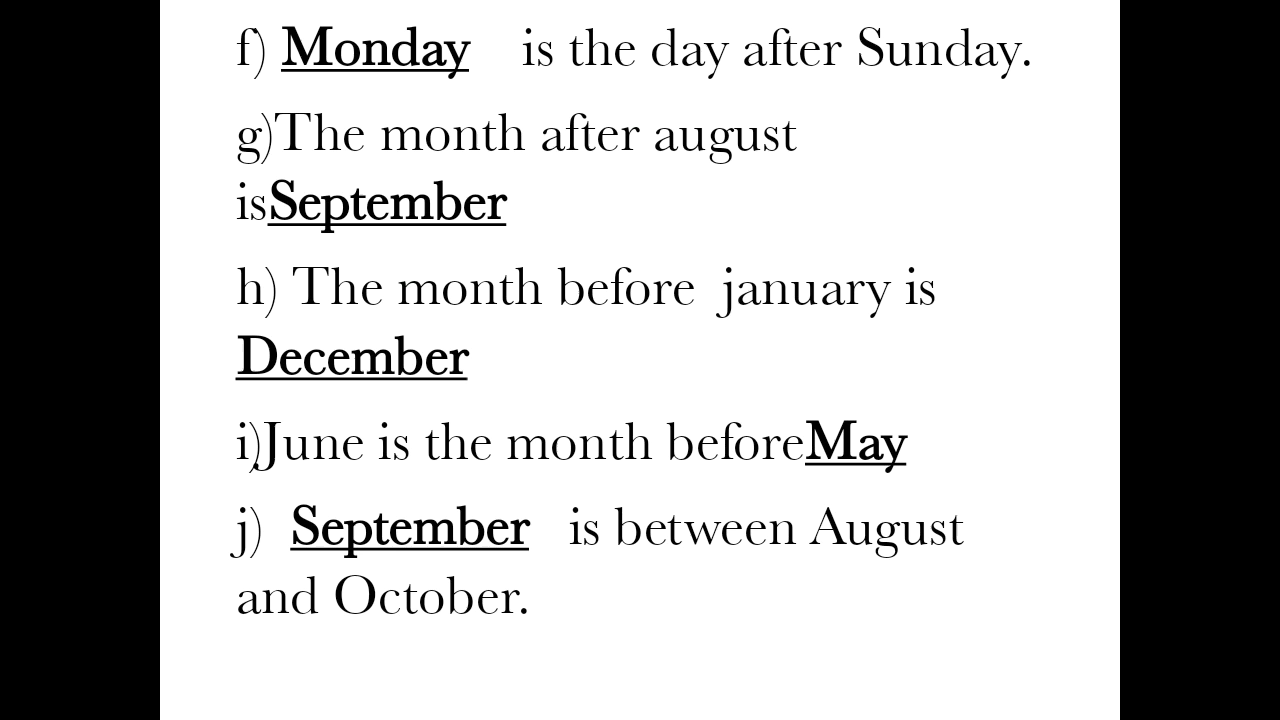 f) Monday is the day after Sunday.
g)The month after august
isSeptember
h) The month before january is
December
i)June is the month beforeMay
j) September is between August
and October.